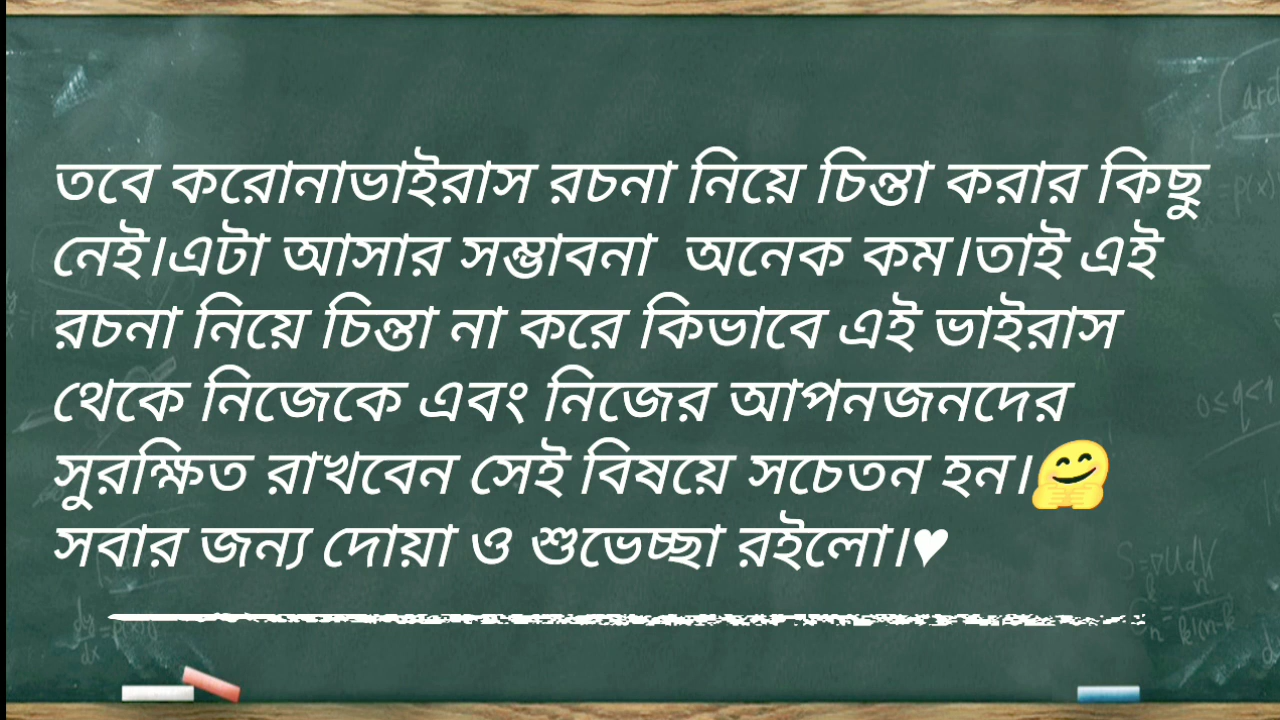 তবে করোনাভাইরাস রচনা নিয়ে চিন্তা করার কিছু
নেই।এটা আসার সম্ভাবনা  অনেক কম।তাই এই
রচনা নিয়ে চিন্তা না করে কিভাবে এই ভাইরাস
থেকে নিজেকে এবং নিজের আপনজনদের
সুরক্ষিত রাখবেন সেই বিষয়ে সচেতন হন।🤗
সবার জন্য দোয়া ও শুভেচ্ছা রইলো।♥